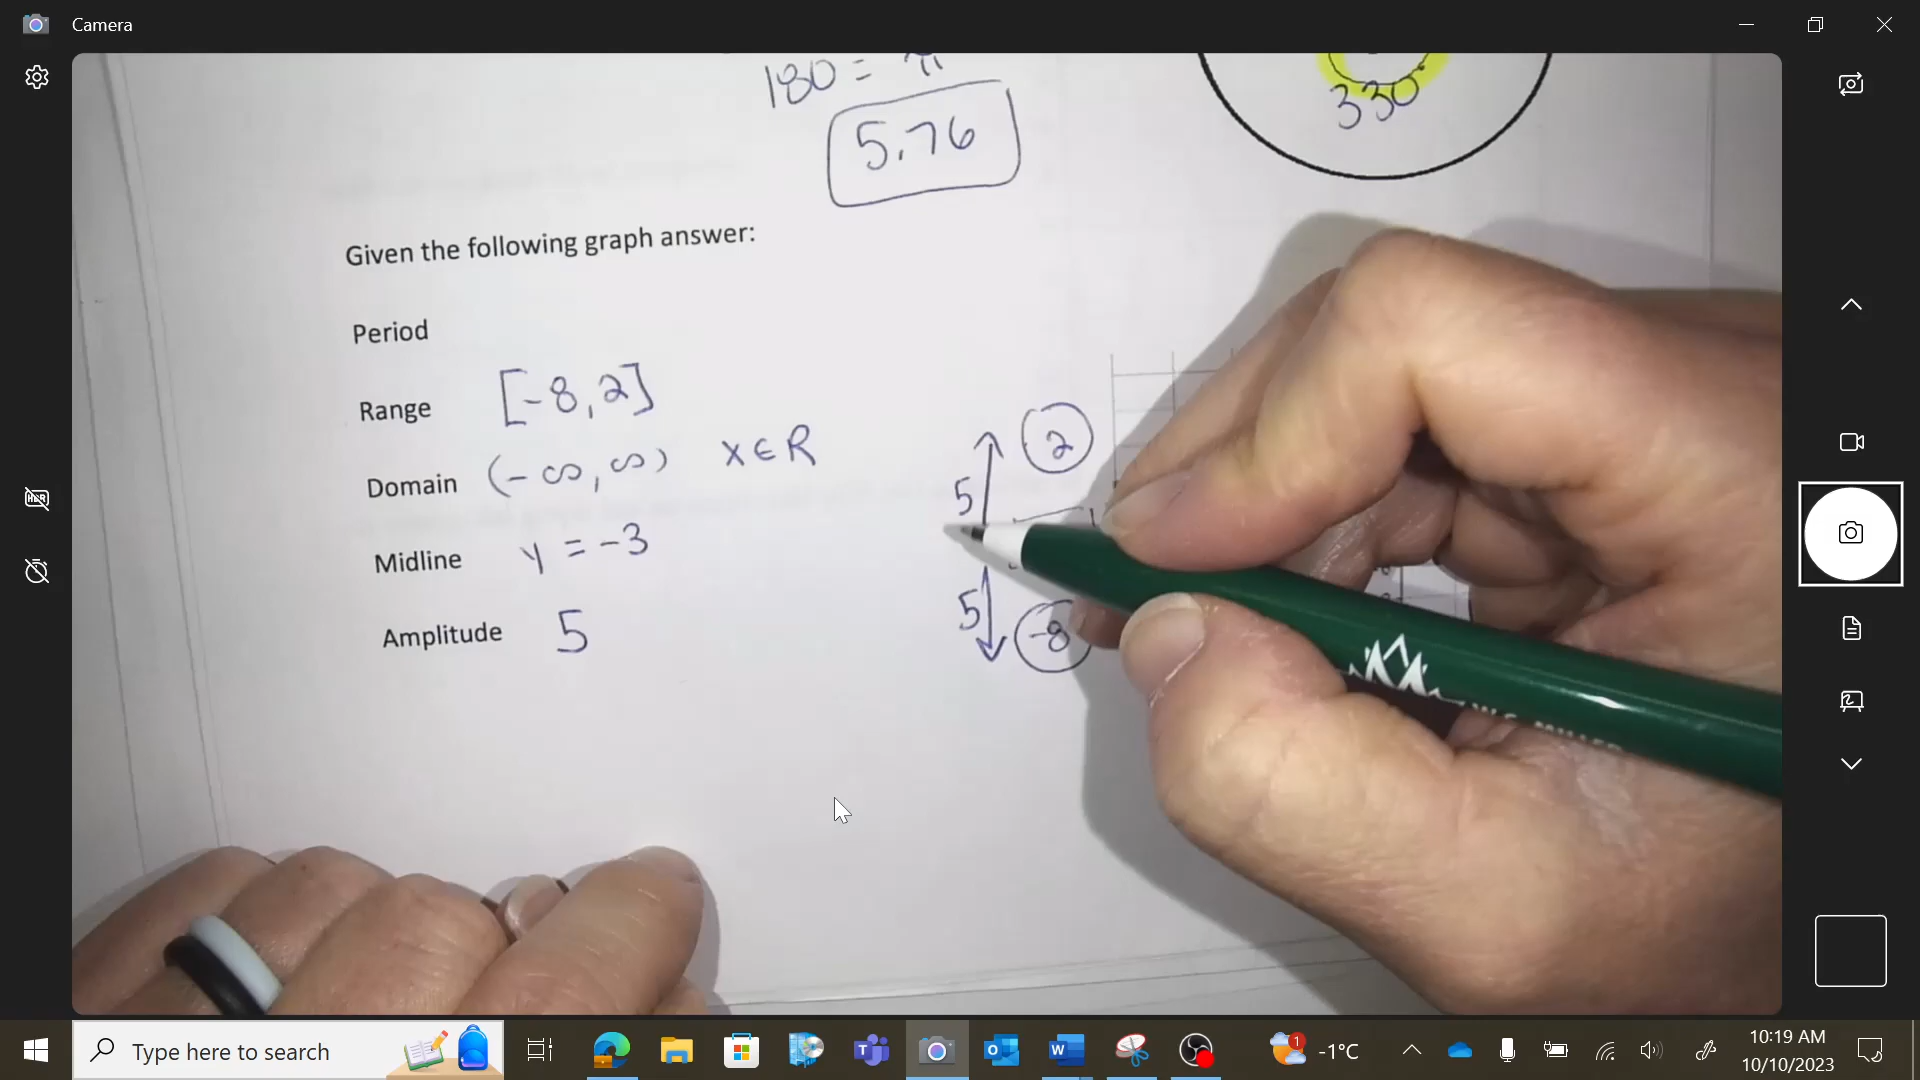 Camera
180 = π
5.76
330°
Given the following graph answer:
Period
Range [-8, 2]
Domain (-∞, ∞) x ∈ R
Midline y = -3
Amplitude 5
2
5
5
-8
Type here to search
1
-1°C
10:19 AM
10/10/2023